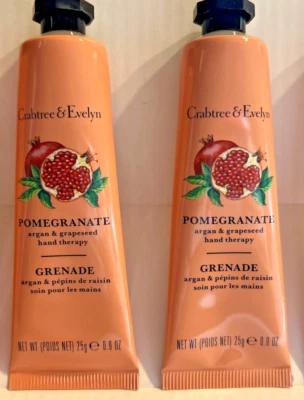 Crabtree & Evelyn
POMEGRANATE
argan & grapeseed
hand therapy
GRENADE
argan & pépins de raisin
soin pour les mains
NET WT (POIDS NET) 25g ℮ 0.9 OZ
Crabtree & Evelyn
POMEGRANATE
argan & grapeseed
hand therapy
GRENADE
argan & pépins de raisin
soin pour les mains
NET WT (POIDS NET) 25g ℮ 0.9 OZ